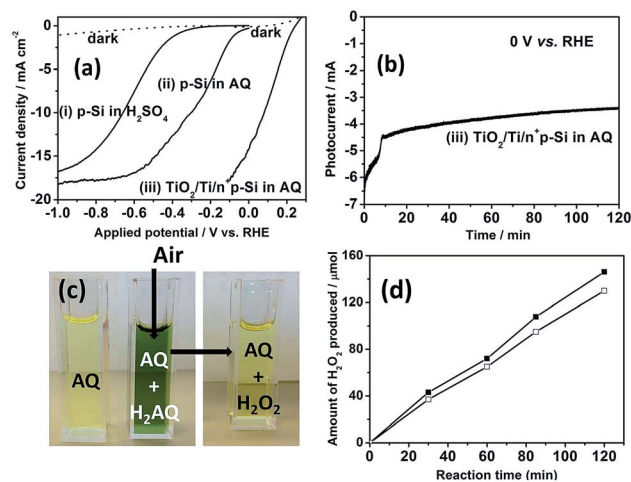 (a)
dark
dark
(ii) p-Si in AQ
(i) p-Si in H₂SO₄
(iii) TiO₂/Ti/n⁺p-Si in AQ
Current density / mA cm⁻²
0
-5
-10
-15
-20
-1.0
-0.8
-0.6
-0.4
-0.2
0.0
0.2
Applied potential / V vs. RHE
(b)
0 V vs. RHE
(iii) TiO₂/Ti/n⁺p-Si in AQ
Photocurrent / mA
0
-1
-2
-3
-4
-5
-6
-7
0
20
40
60
80
100
120
Time / min
(c)
Air
AQ
AQ
+
H₂AQ
AQ
+
H₂O₂
(d)
Amount of H₂O₂ produced / μmol
160
120
80
40
0
0
20
40
60
80
100
120
Reaction time (min)